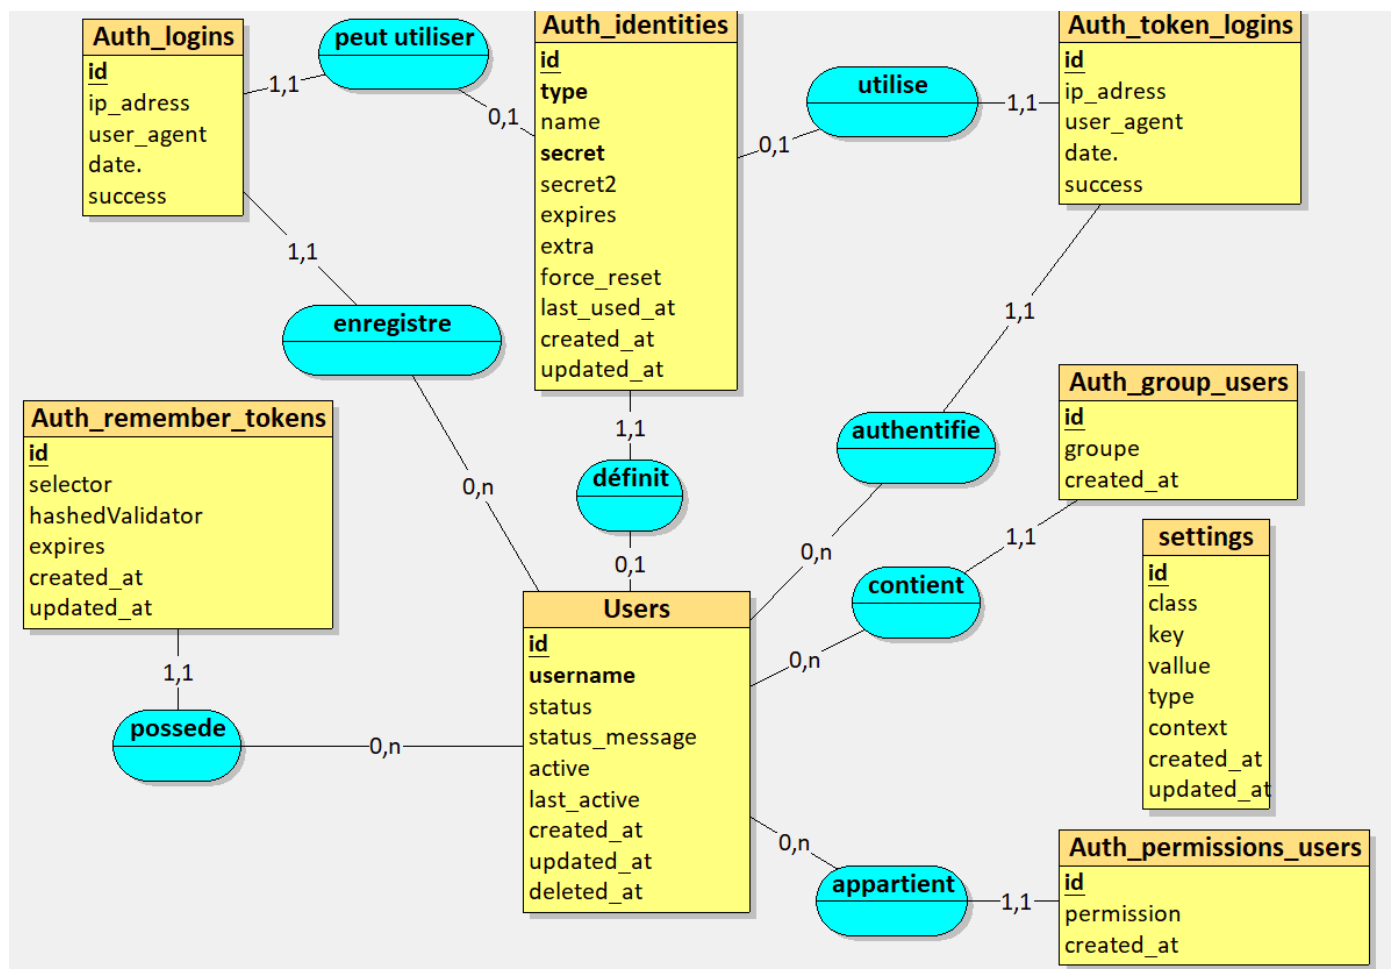 Auth_logins
id
ip_adress
user_agent
date.
success
peut utiliser
1,1
0,1
Auth_identities
id
type
name
secret
secret2
expires
extra
force_reset
last_used_at
created_at
updated_at
utilise
0,1
1,1
Auth_token_logins
id
ip_adress
user_agent
date.
success
1,1
enregistre
0,n
1,1
définit
0,1
1,1
authentifie
0,n
Auth_group_users
id
groupe
created_at
1,1
contient
0,n
Auth_remember_tokens
id
selector
hashedValidator
expires
created_at
updated_at
1,1
possede
0,n
Users
id
username
status
status_message
active
last_active
created_at
updated_at
deleted_at
settings
id
class
key
vallue
type
context
created_at
updated_at
0,n
appartient
1,1
Auth_permissions_users
id
permission
created_at